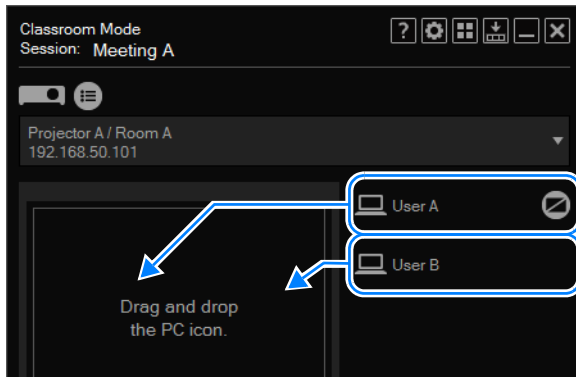 Classroom Mode
Session: Meeting A
?
Projector A / Room A
192.168.50.101
User A
User B
Drag and drop
the PC icon.